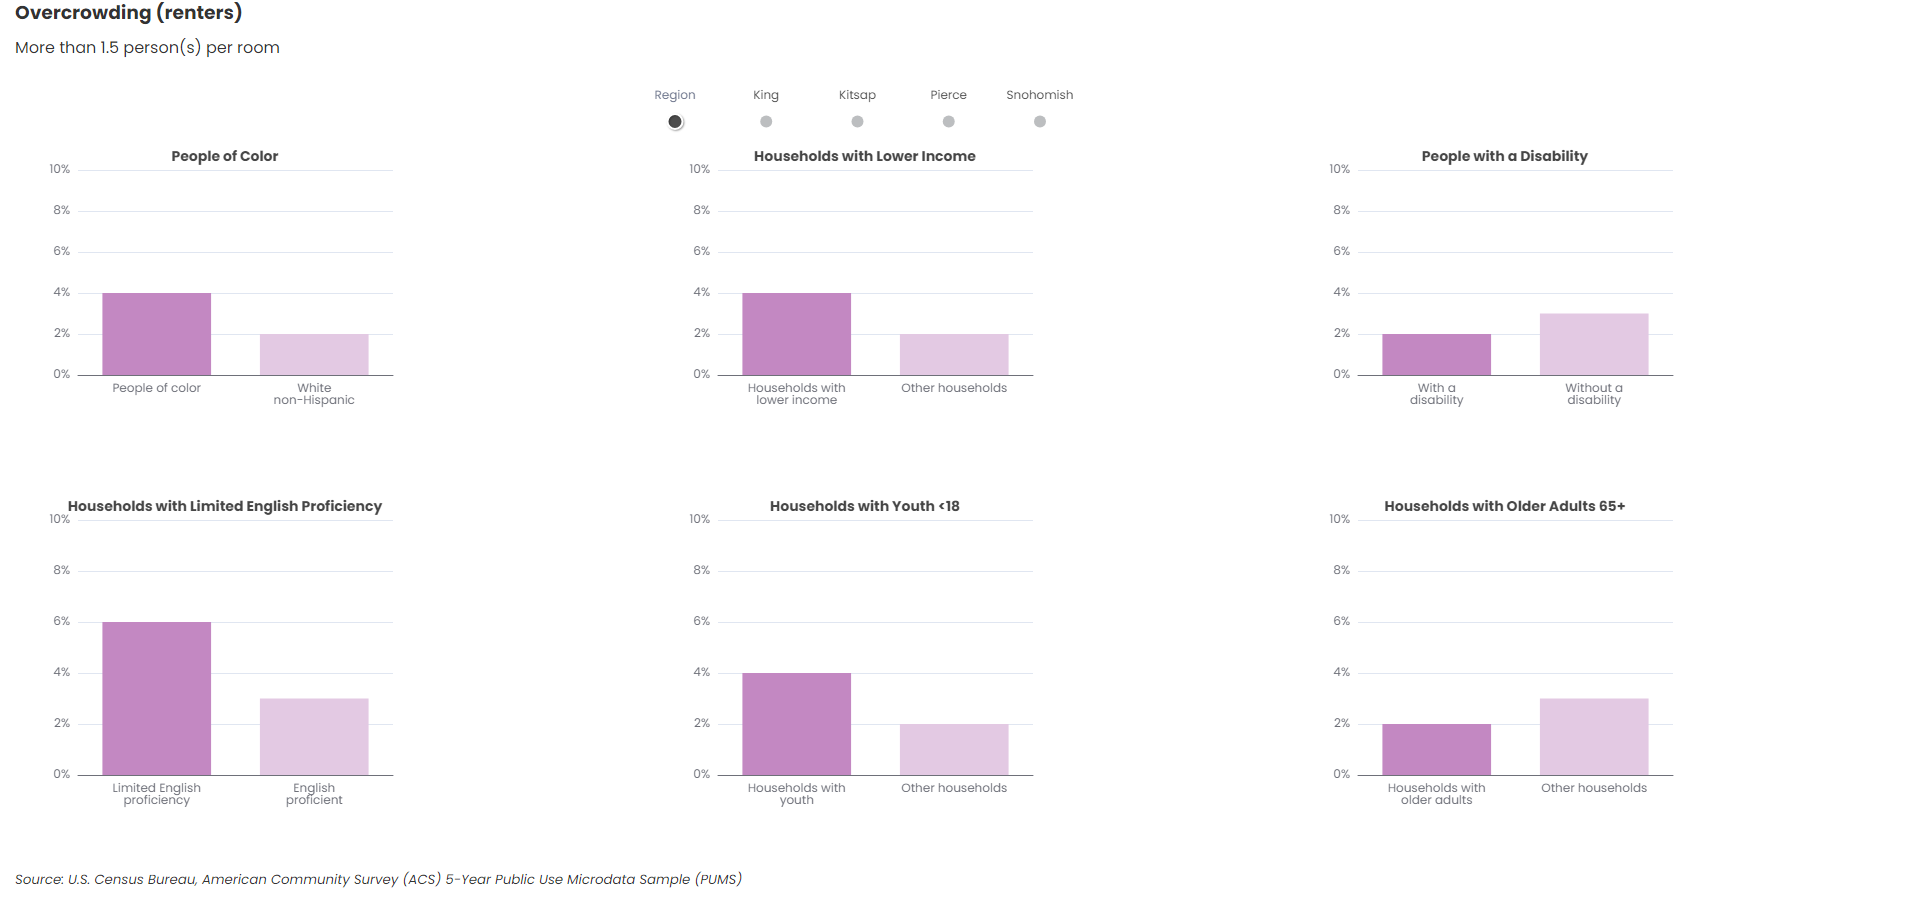 Overcrowding (renters)
More than 1.5 person(s) per room
Region King Kitsap Pierce Snohomish
People of Color
10%
8%
6%
4%
2%
0%
People of color
White
non-Hispanic
Households with Lower Income
10%
8%
6%
4%
2%
0%
Households with
lower income
Other households
People with a Disability
10%
8%
6%
4%
2%
0%
With a
disability
Without a
disability
Households with Limited English Proficiency
10%
8%
6%
4%
2%
0%
Limited English
proficiency
English
proficient
Households with Youth <18
10%
8%
6%
4%
2%
0%
Households with
youth
Other households
Households with Older Adults 65+
10%
8%
6%
4%
2%
0%
Households with
older adults
Other households
Source: U.S. Census Bureau, American Community Survey (ACS) 5-Year Public Use Microdata Sample (PUMS)